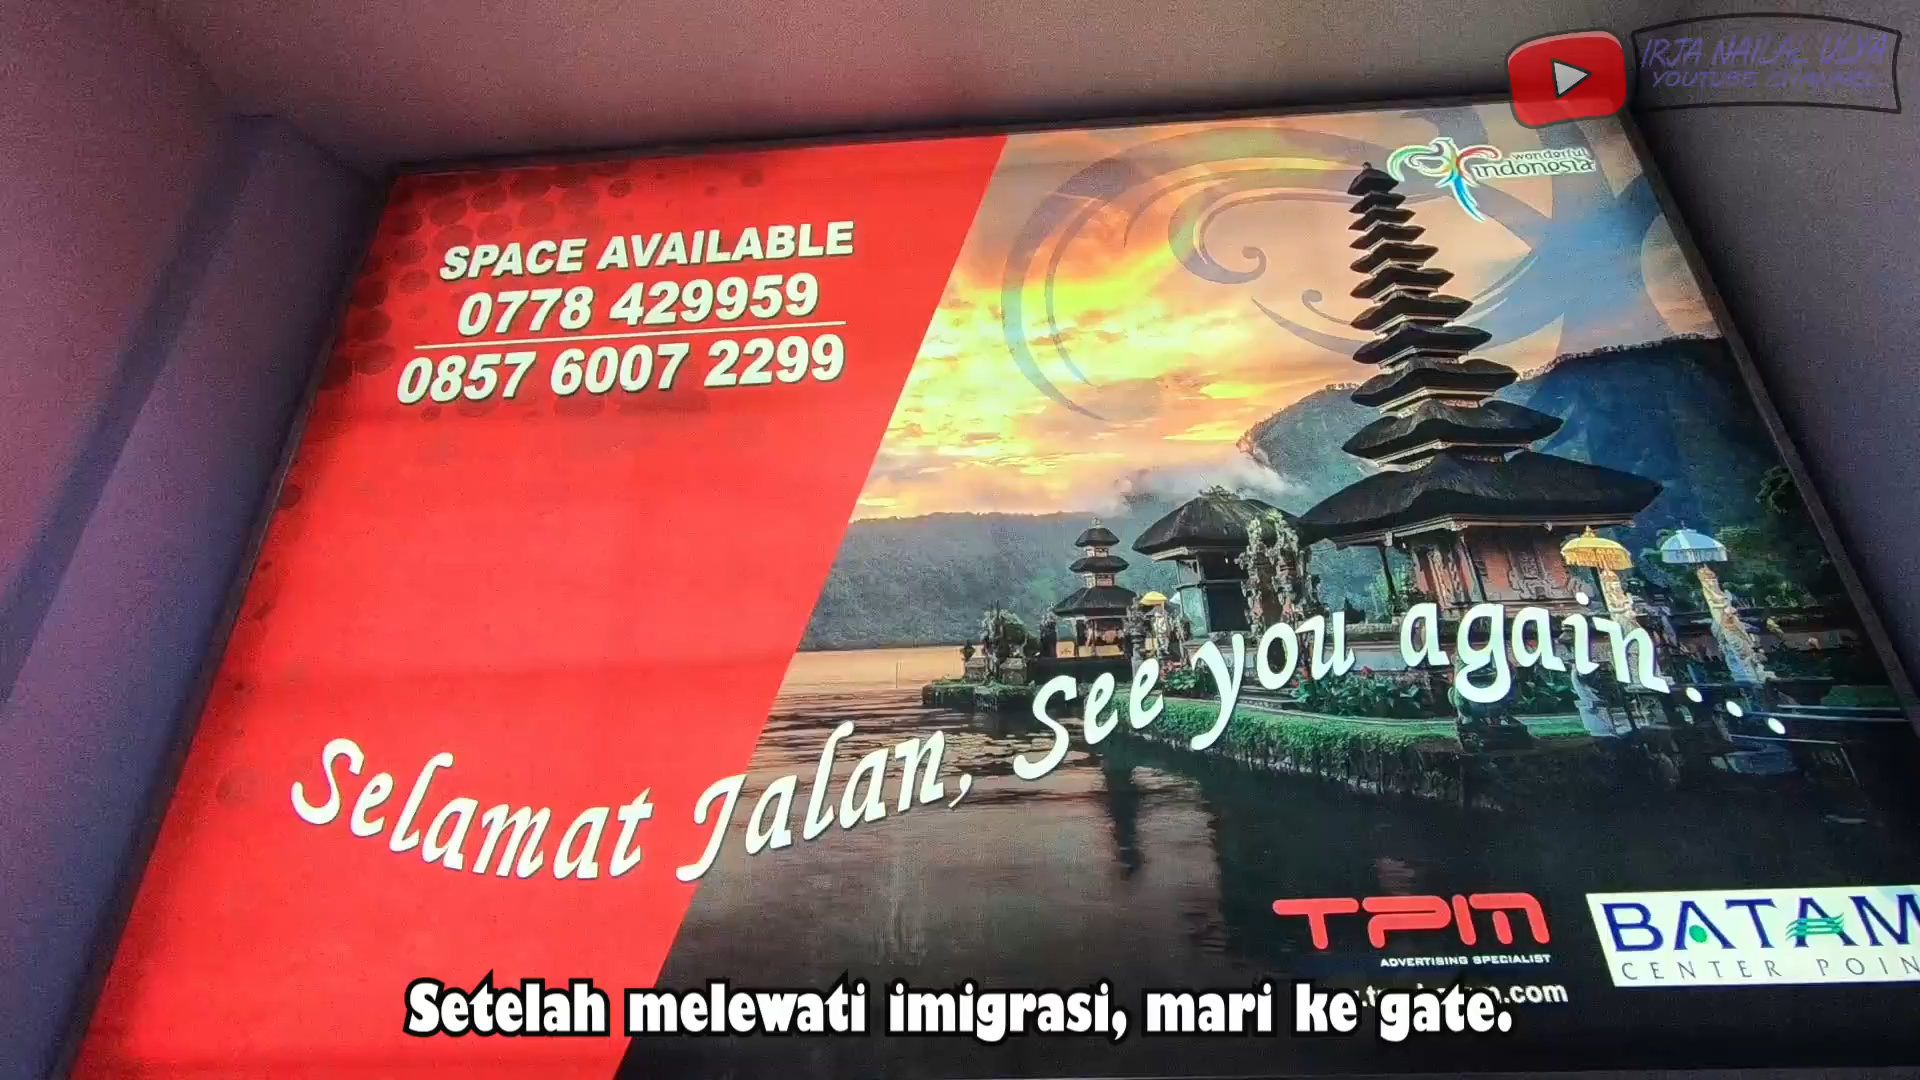 IRJA NAILAL ULYA
YOUTUBE CHANNEL
wonderful
indonesia
SPACE AVAILABLE
0778 429959
0857 6007 2299
Selamat Jalan, See you again...
TPM
ADVERTISING SPECIALIST
BATAM
CENTER POIN
.com
Setelah melewati imigrasi, mari ke gate.